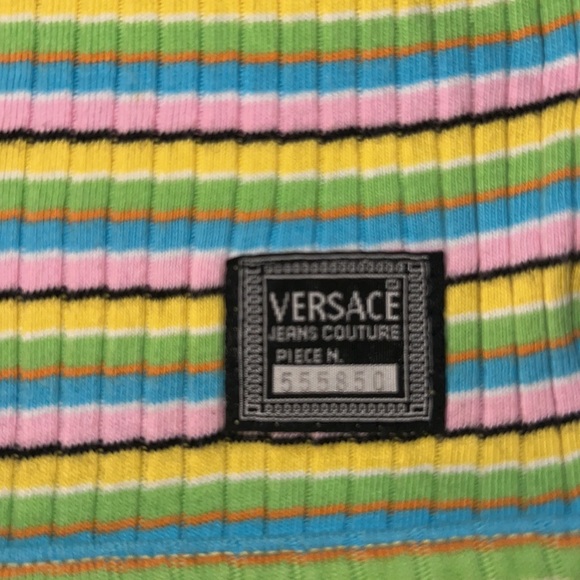 VERSACE
JEANS COUTURE
PIECE N.
555850